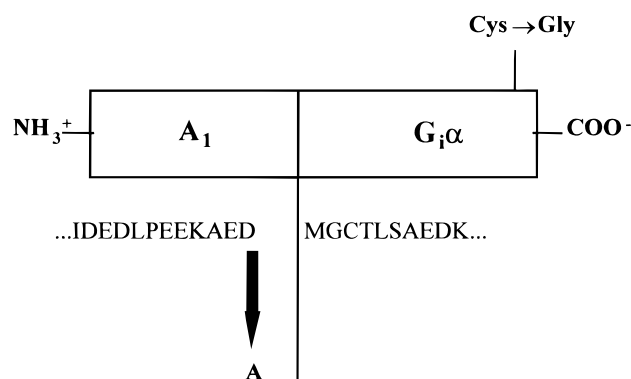 Cys →Gly
NH₃⁺ A₁ Gᵢα COO⁻
...IDEDLPEEKAED MGCTLSAEDK...
A